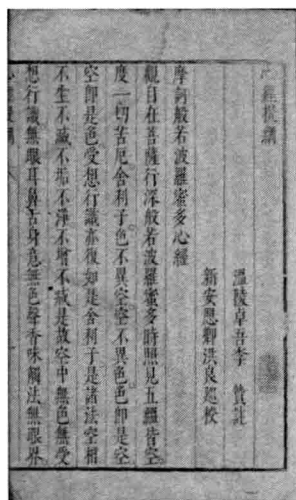 心經提綱
溫陵卓吾李 贄註
新安思卿洪良廵校
摩訶般若波羅蜜多心經
觀自在菩薩行深般若波羅蜜多時照見五蘊皆空
度一切苦厄舍利子色不異空空不異色色即是空
空即是色受想行識亦復如是舍利子是諸法空相
不生不滅不垢不淨不增不減是故空中無色無受
想行識無眼耳鼻舌身意無色聲香味觸法無眼界